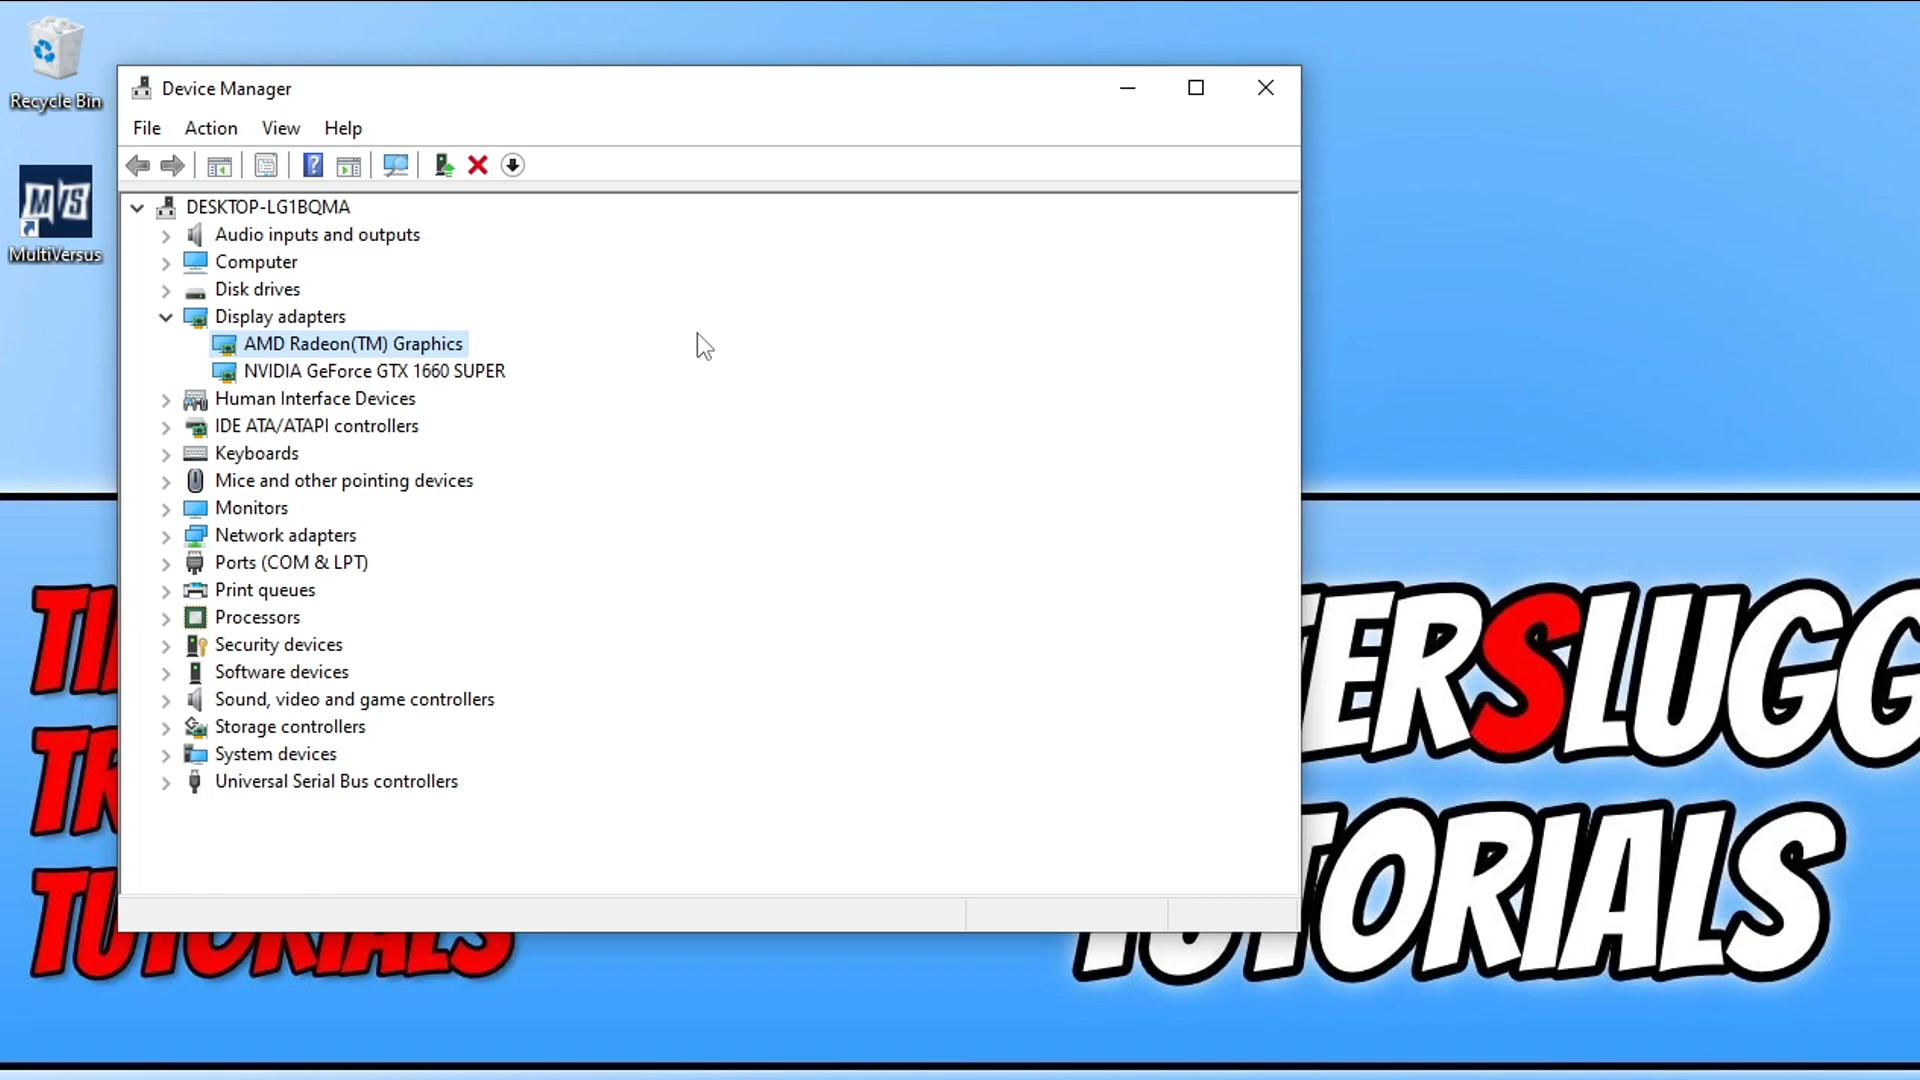 Recycle Bin
MultiVersus
Device Manager
File Action View Help
DESKTOP-LG1BQMA
Audio inputs and outputs
Computer
Disk drives
Display adapters
AMD Radeon(TM) Graphics
NVIDIA GeForce GTX 1660 SUPER
Human Interface Devices
IDE ATA/ATAPI controllers
Keyboards
Mice and other pointing devices
Monitors
Network adapters
Ports (COM & LPT)
Print queues
Processors
Security devices
Software devices
Sound, video and game controllers
Storage controllers
System devices
Universal Serial Bus controllers
TUTORIALS
ERSLUGG
TUTORIALS